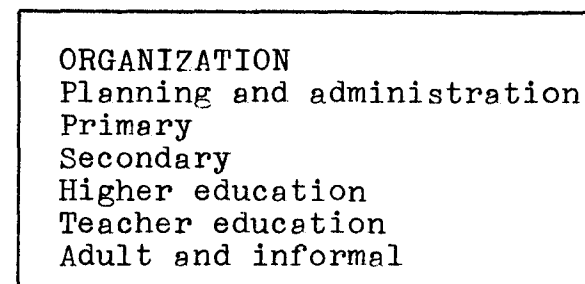 ORGANIZATION
Planning and administration
Primary
Secondary
Higher education
Teacher education
Adult and informal